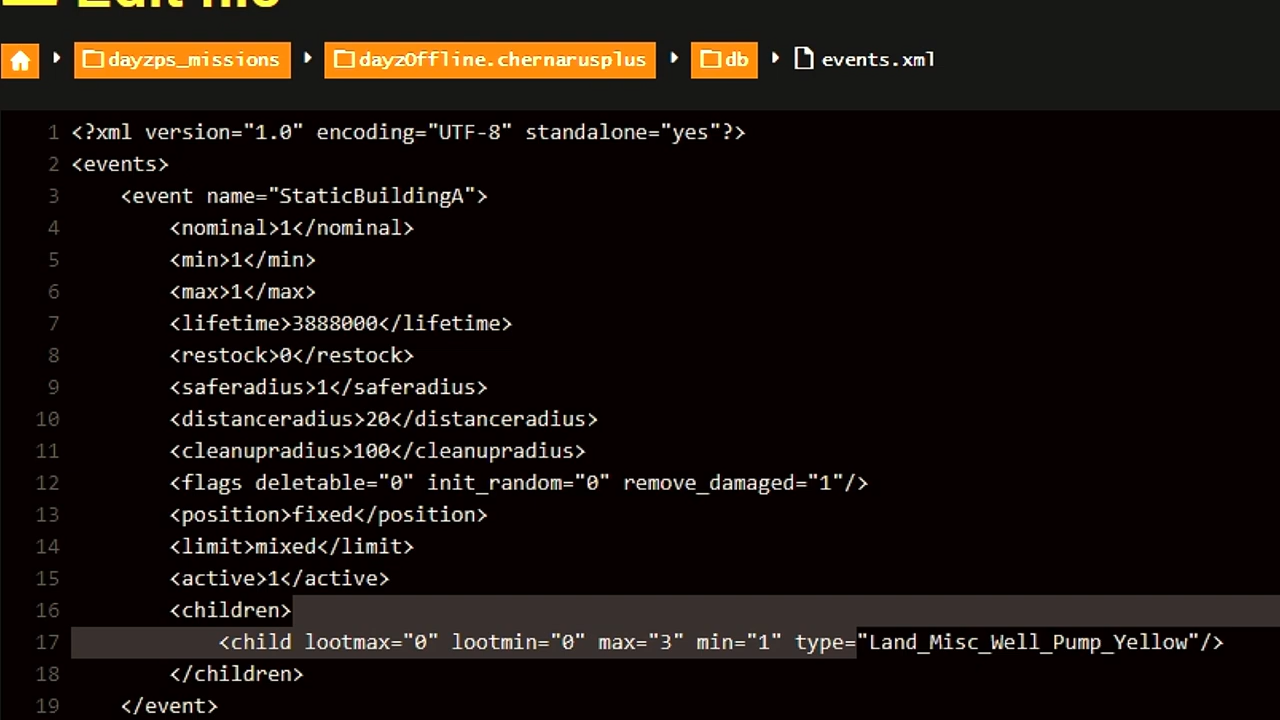 Edit file
dayzps_missions dayzOffline.chernarusplus db events.xml
1 <?xml version="1.0" encoding="UTF-8" standalone="yes"?>
2 <events>
3 <event name="StaticBuildingA">
4 <nominal>1</nominal>
5 <min>1</min>
6 <max>1</max>
7 <lifetime>3888000</lifetime>
8 <restock>0</restock>
9 <saferadius>1</saferadius>
10 <distanceradius>20</distanceradius>
11 <cleanupradius>100</cleanupradius>
12 <flags deletable="0" init_random="0" remove_damaged="1"/>
13 <position>fixed</position>
14 <limit>mixed</limit>
15 <active>1</active>
16 <children>
17 <child lootmax="0" lootmin="0" max="3" min="1" type="Land_Misc_Well_Pump_Yellow"/>
18 </children>
19 </event>